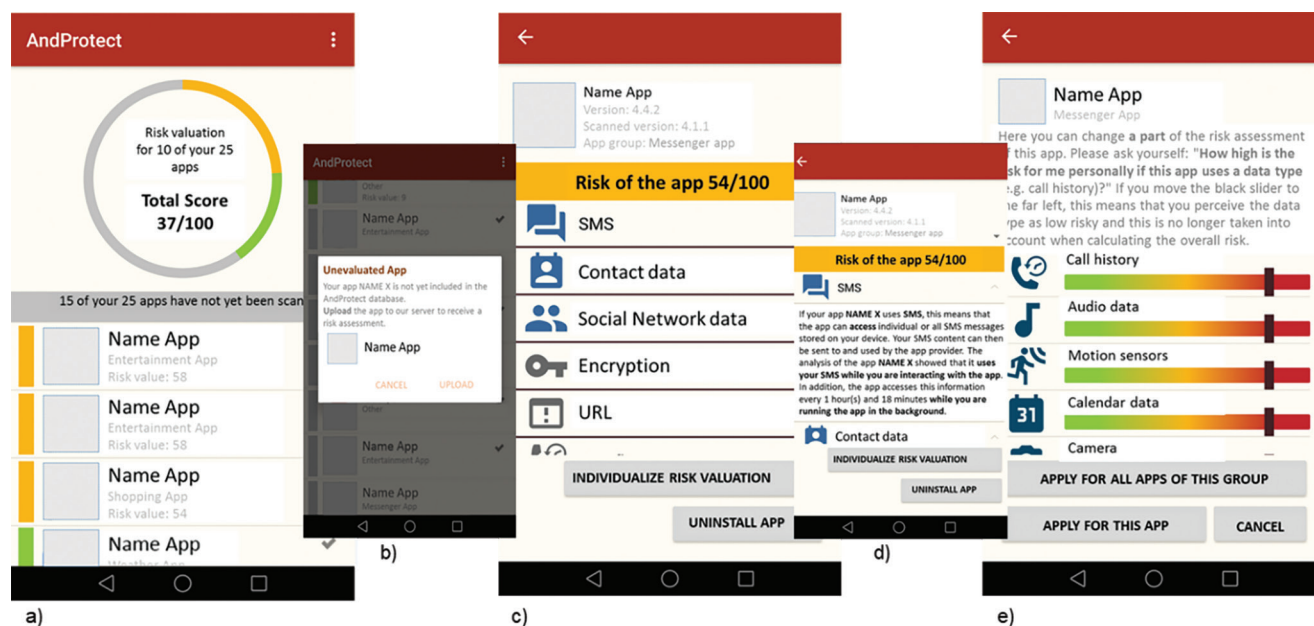 AndProtect
Risk valuation
for 10 of your 25
apps
Total Score
37/100
15 of your 25 apps have not yet been scan
Name App
Entertainment App
Risk value: 58
Name App
Entertainment App
Risk value: 58
Name App
Shopping App
Risk value: 54
Name App
Weather App
a)
AndProtect
Other
Risk value: 9
Name App
Entertainment App
Unevaluated App
Your app NAME X is not yet included in the
AndProtect database.
Upload the app to our server to receive a
risk assessment.
Name App
CANCEL UPLOAD
Other
Name App
Entertainment App
Name App
Messenger App
b)
Name App
Version: 4.4.2
Scanned version: 4.1.1
App group: Messenger app
Risk of the app 54/100
SMS
Contact data
Social Network data
Encryption
URL
INDIVIDUALIZE RISK VALUATION
UNINSTALL APP
c)
Name App
Version: 4.4.2
Scanned version: 4.1.1
App group: Messenger app
Risk of the app 54/100
SMS
If your app NAME X uses SMS, this means that
the app can access individual or all SMS messages
stored on your device. Your SMS content can then
be sent to and used by the app provider. The
analysis of the app NAME X showed that it uses
your SMS while you are interacting with the app.
In addition, the app accesses this information
every 1 hour(s) and 18 minutes while you are
running the app in the background.
Contact data
INDIVIDUALIZE RISK VALUATION
UNINSTALL APP
d)
Name App
Messenger App
Here you can change a part of the risk assessment
f this app. Please ask yourself: "How high is the
sk for me personally if this app uses a data type
e.g. call history)?" If you move the black slider to
he far left, this means that you perceive the data
ype as low risky and this is no longer taken into
ccount when calculating the overall risk.
Call history
Audio data
Motion sensors
31
Calendar data
Camera
APPLY FOR ALL APPS OF THIS GROUP
APPLY FOR THIS APP CANCEL
e)